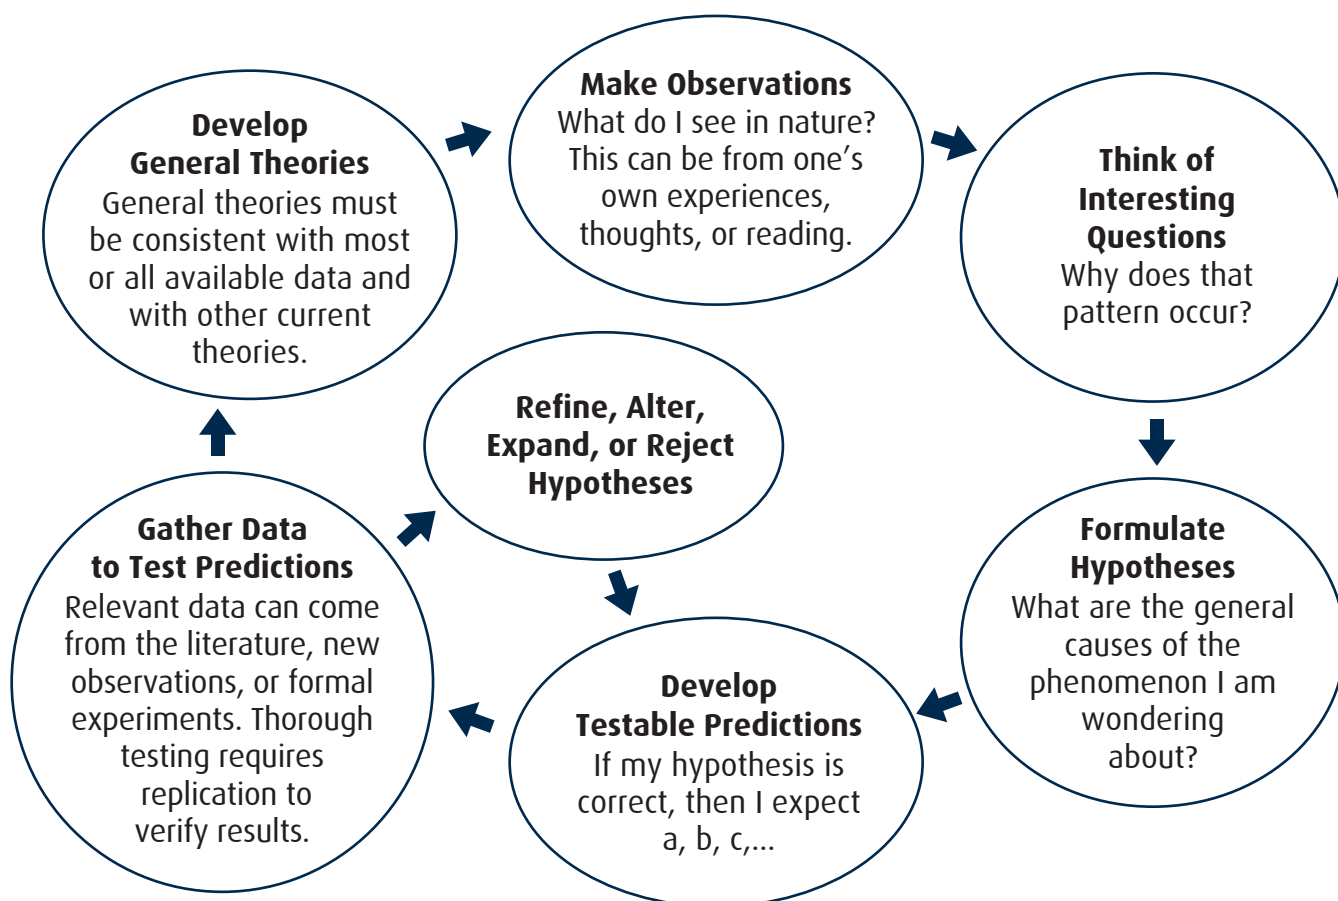 Make Observations
What do I see in nature?
This can be from one’s
own experiences,
thoughts, or reading.
Think of
Interesting
Questions
Why does that
pattern occur?
Formulate
Hypotheses
What are the general
causes of the
phenomenon I am
wondering
about?
Develop
Testable Predictions
If my hypothesis is
correct, then I expect
a, b, c,...
Gather Data
to Test Predictions
Relevant data can come
from the literature, new
observations, or formal
experiments. Thorough
testing requires
replication to
verify results.
Refine, Alter,
Expand, or Reject
Hypotheses
Develop
General Theories
General theories must
be consistent with most
or all available data and
with other current
theories.